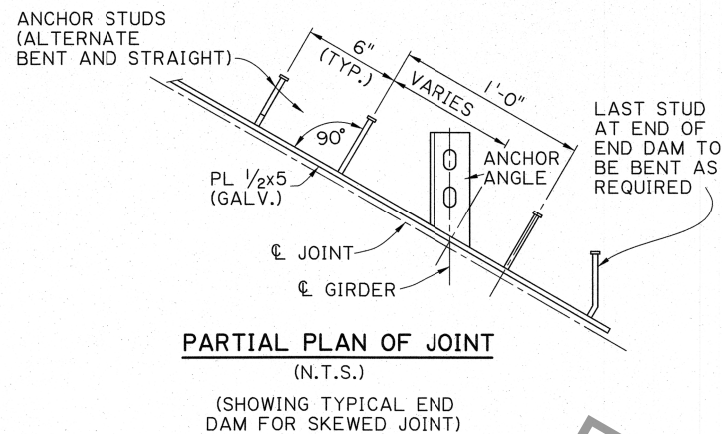 ANCHOR STUDS
(ALTERNATE
BENT AND STRAIGHT)
6"
(TYP.)
VARIES
1'-0"
90°
PL 1/2x5
(GALV.)
ANCHOR
ANGLE
LAST STUD
AT END OF
END DAM TO
BE BENT AS
REQUIRED
℄ JOINT
℄ GIRDER
PARTIAL PLAN OF JOINT
(N.T.S.)
(SHOWING TYPICAL END
DAM FOR SKEWED JOINT)